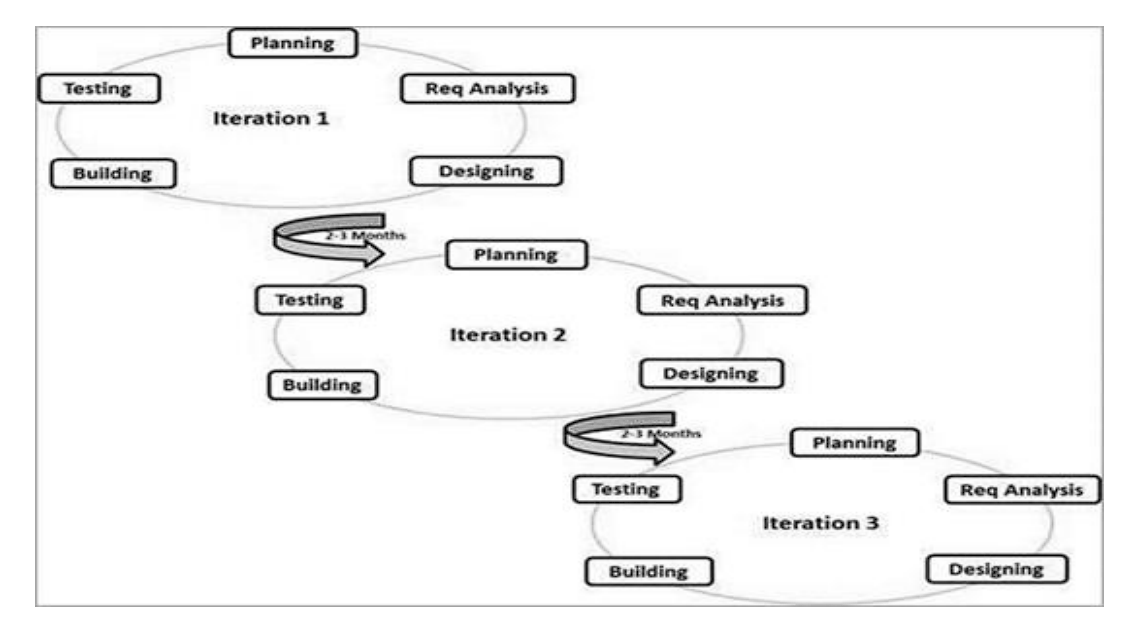 Planning
Testing
Req Analysis
Iteration 1
Building
Designing
2-3 Months
Planning
Testing
Req Analysis
Iteration 2
Building
Designing
2-3 Months
Planning
Testing
Req Analysis
Iteration 3
Building
Designing